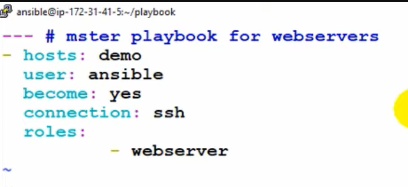 ansible@ip-172-31-41-5:~/playbook
--- # mster playbook for webservers
- hosts: demo
  user: ansible
  become: yes
  connection: ssh
  roles:
        - webserver
~